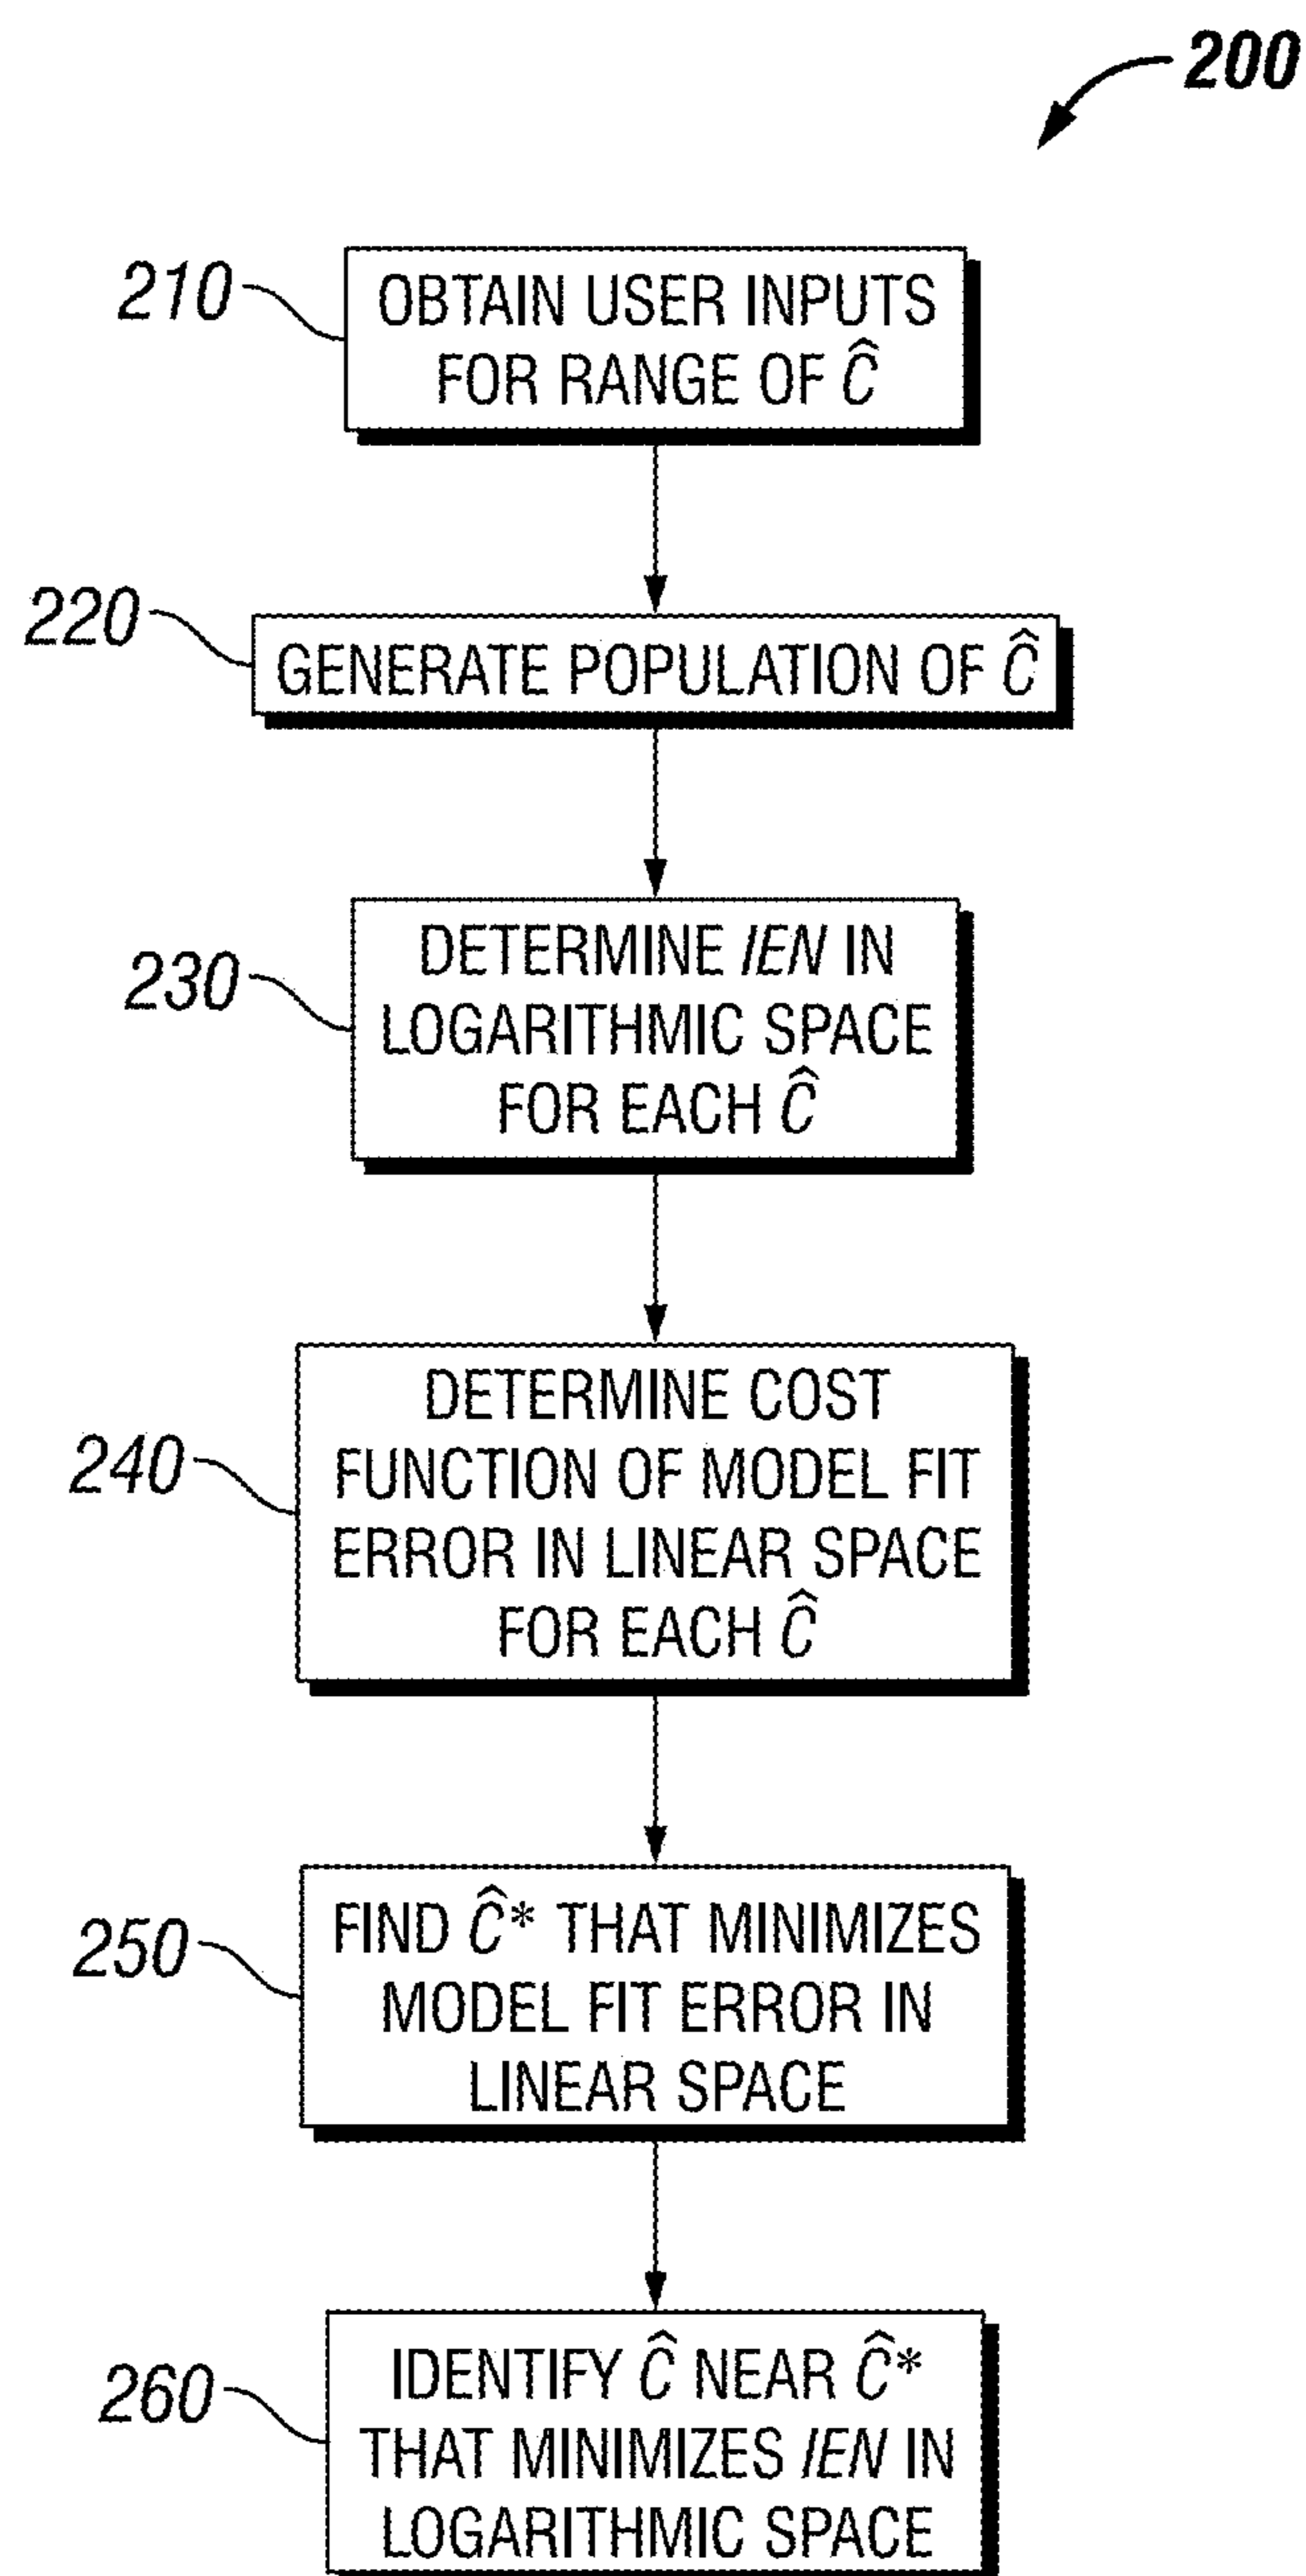 200
210
OBTAIN USER INPUTS
FOR RANGE OF Ĉ
220
GENERATE POPULATION OF Ĉ
230
DETERMINE IEN IN
LOGARITHMIC SPACE
FOR EACH Ĉ
240
DETERMINE COST
FUNCTION OF MODEL FIT
ERROR IN LINEAR SPACE
FOR EACH Ĉ
250
FIND Ĉ* THAT MINIMIZES
MODEL FIT ERROR IN
LINEAR SPACE
260
IDENTIFY Ĉ NEAR Ĉ*
THAT MINIMIZES IEN IN
LOGARITHMIC SPACE